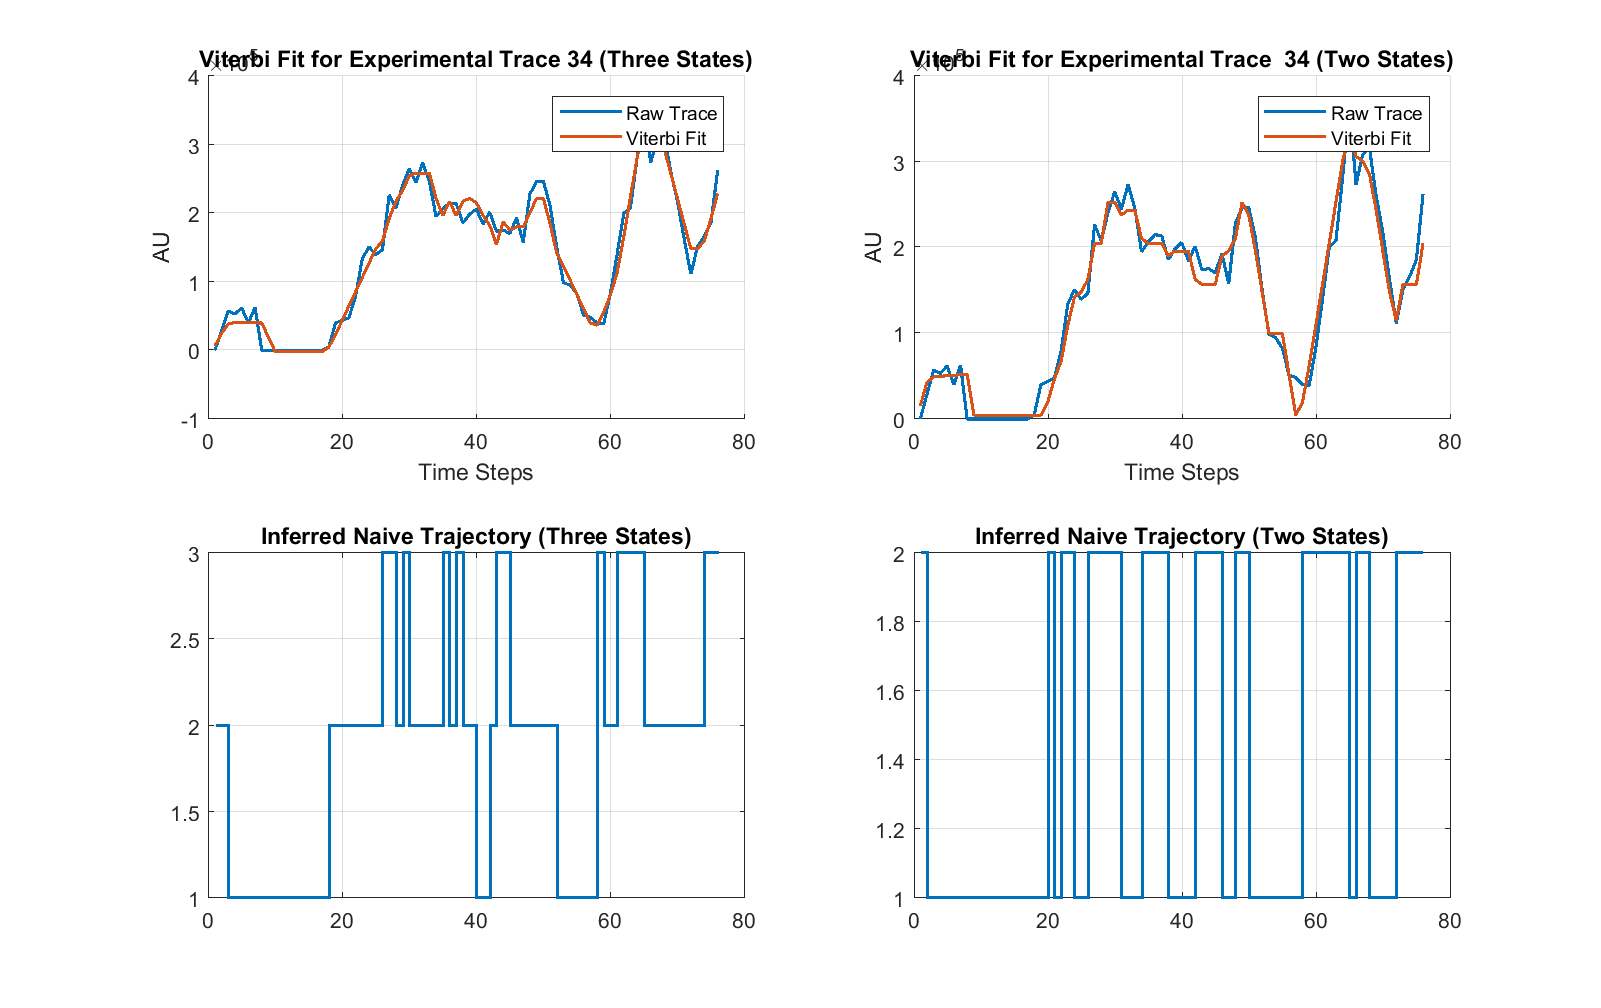 Viterbi Fit for Experimental Trace 34 (Three States)
×10^5
4
3
2
1
0
-1
AU
Raw Trace
Viterbi Fit
0 20 40 60 80
Time Steps
Viterbi Fit for Experimental Trace  34 (Two States)
×10^5
4
3
2
1
0
AU
Raw Trace
Viterbi Fit
0 20 40 60 80
Time Steps
Inferred Naive Trajectory (Three States)
3
2.5
2
1.5
1
0 20 40 60 80
Inferred Naive Trajectory (Two States)
2
1.8
1.6
1.4
1.2
1
0 20 40 60 80